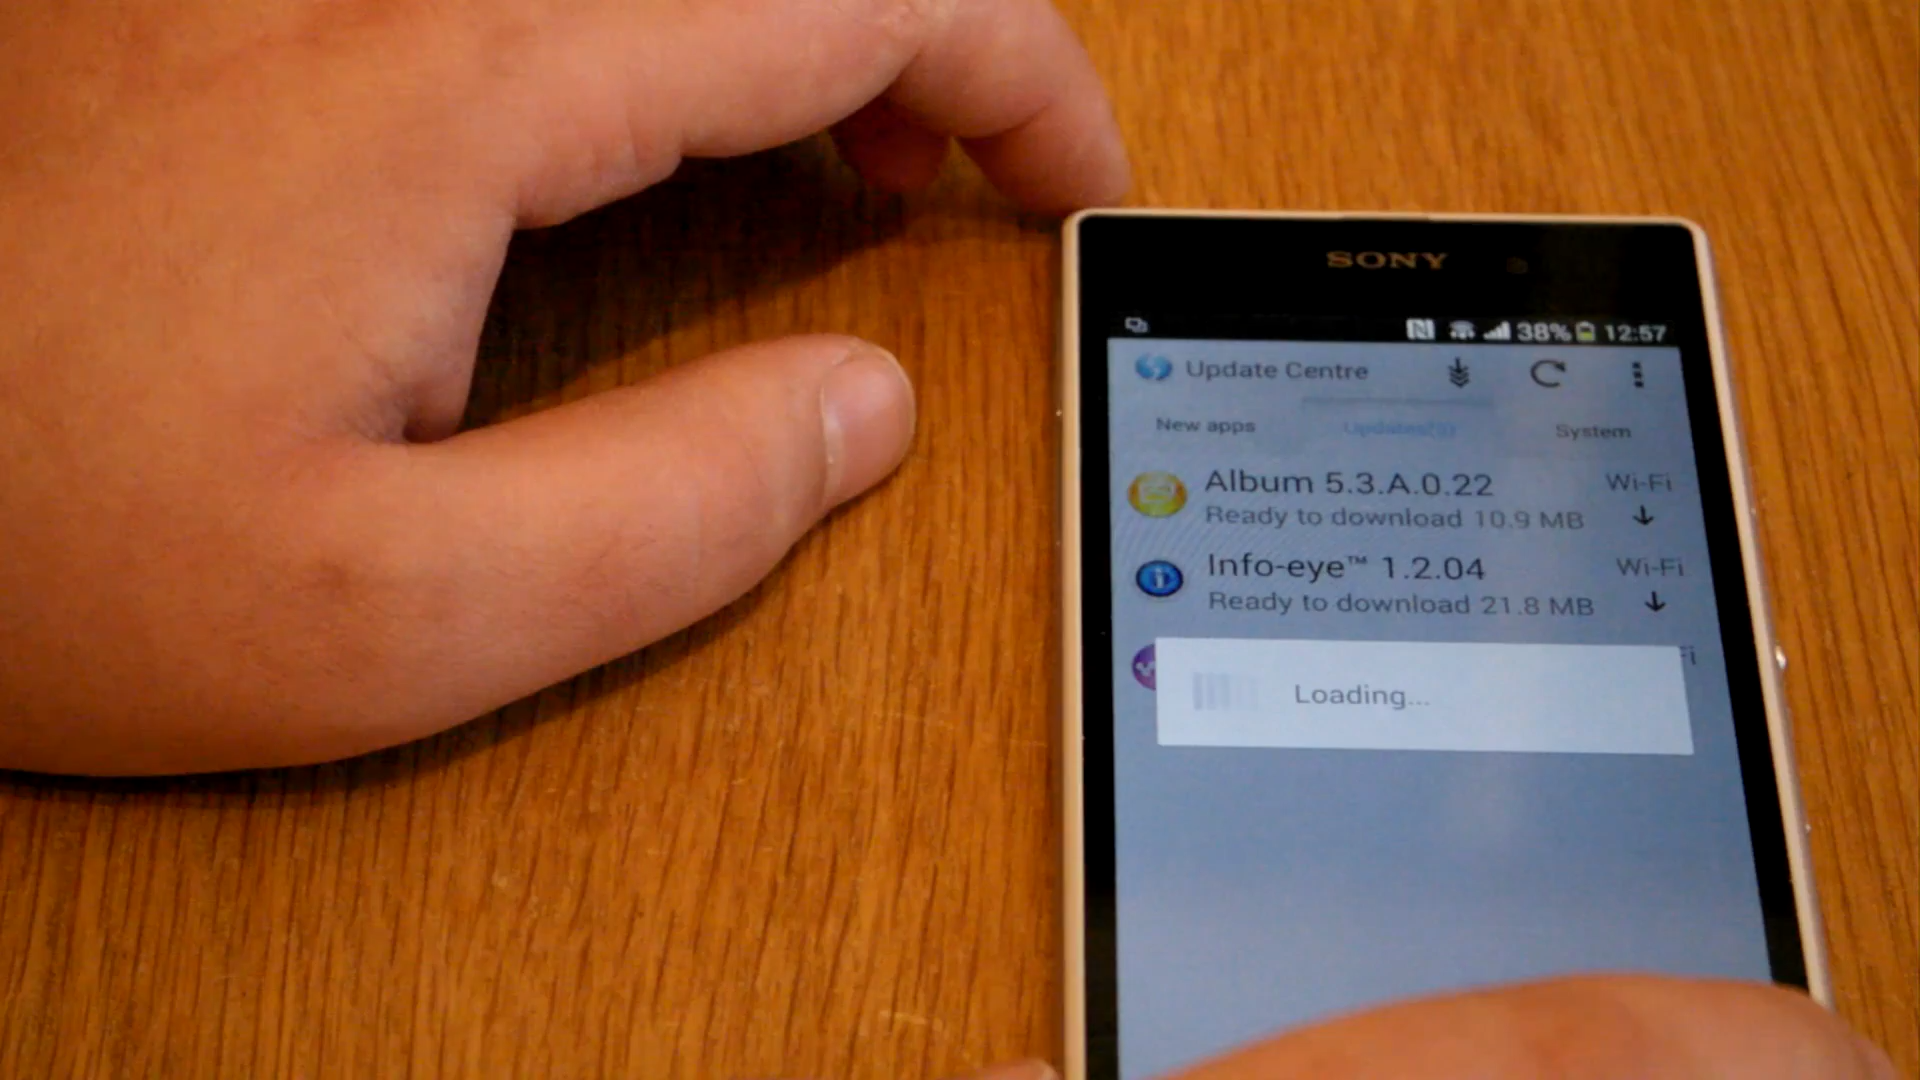 SONY
38% 12:57
Update Centre
New apps
System
Album 5.3.A.0.22
Wi-Fi
Ready to download 10.9 MB
Info-eye™ 1.2.04
Wi-Fi
Ready to download 21.8 MB
Fi
Loading...